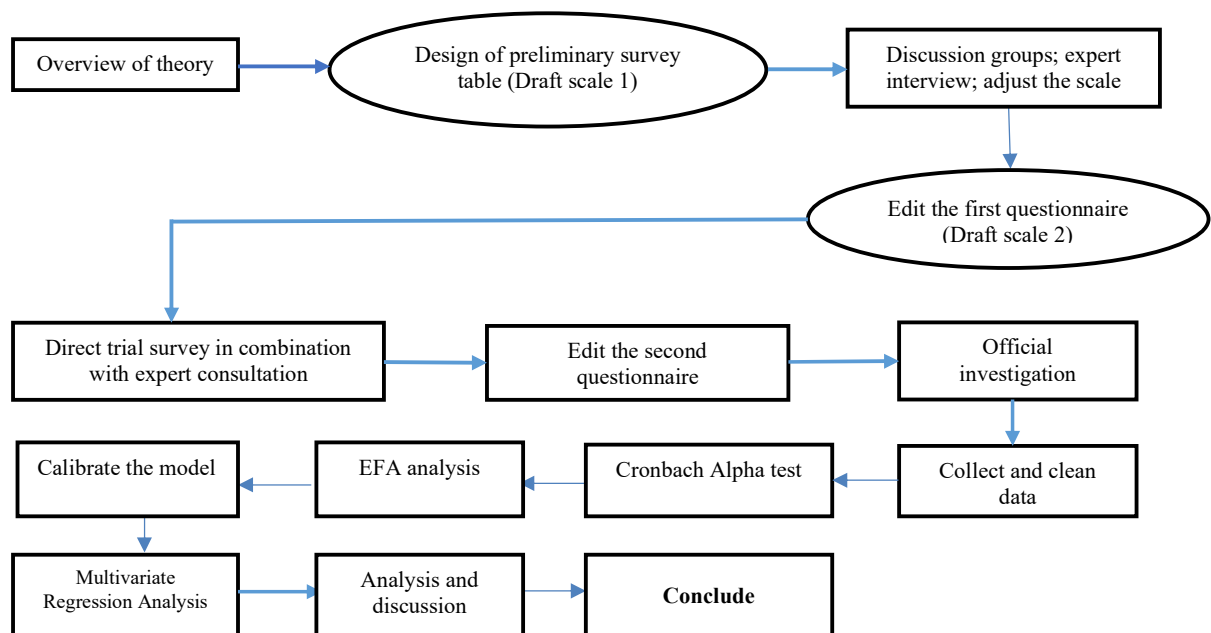 Overview of theory
Design of preliminary survey
table (Draft scale 1)
Discussion groups; expert
interview; adjust the scale
Edit the first questionnaire
(Draft scale 2)
Direct trial survey in combination
with expert consultation
Edit the second
questionnaire
Official
investigation
Collect and clean
data
Cronbach Alpha test
EFA analysis
Calibrate the model
Multivariate
Regression Analysis
Analysis and
discussion
Conclude